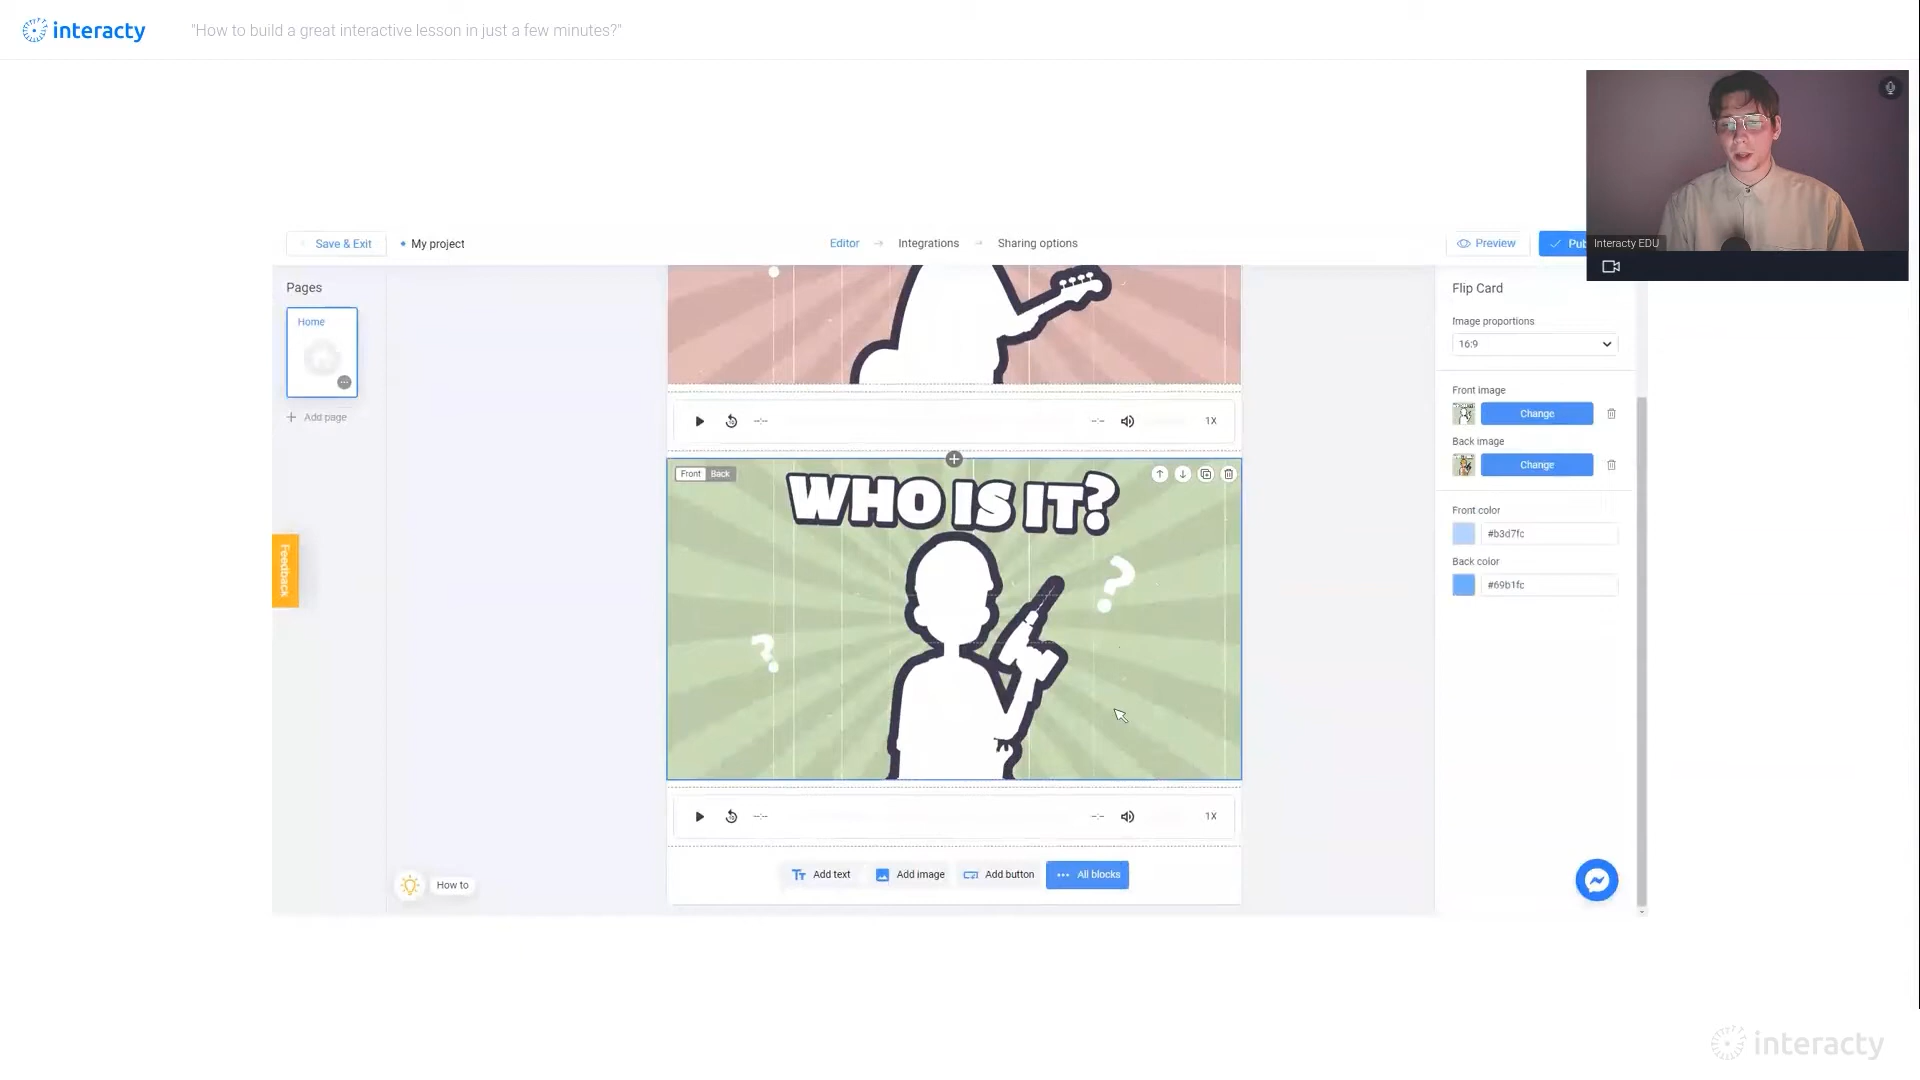 interacty
"How to build a great interactive lesson in just a few minutes?"
Interacty EDU
Save & Exit
My project
Editor
Integrations
Sharing options
Preview
Pub
Pages
Home
Add page
Feedback
How to
1X
Front Back
WHO IS IT?
?
?
1X
Add text
Add image
Add button
All blocks
Flip Card
Image proportions
16:9
Front image
Change
Back image
Change
Front color
#b3d7fc
Back color
#69b1fc
interacty